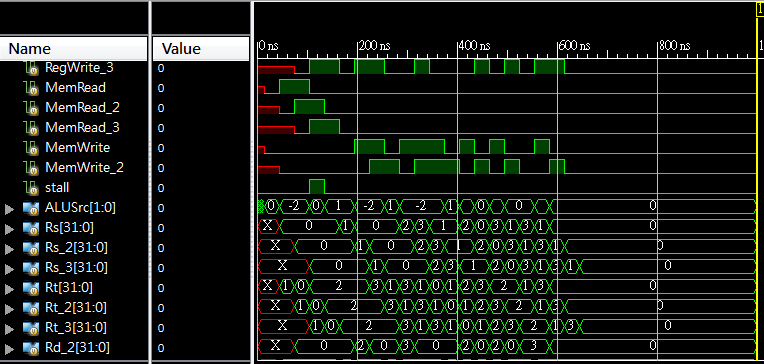 1
Name Value
0 ns 200 ns 400 ns 600 ns 800 ns 1
RegWrite_3 0
MemRead 0
MemRead_2 0
MemRead_3 0
MemWrite 0
MemWrite_2 0
stall 0
ALUSrc[1:0] 0 0 -2 0 1 -2 1 -2 1 0 0 0
Rs[31:0] 0 X 0 1 0 2 3 1 2 0 3 1 3 1 0
Rs_2[31:0] 0 X 0 1 0 2 3 1 2 0 3 1 3 1 0
Rs_3[31:0] 0 X 0 1 0 2 3 1 2 0 3 1 3 1 0
Rt[31:0] 0 X 1 0 2 3 1 3 1 0 1 2 3 2 1 3 0
Rt_2[31:0] 0 X 1 0 2 3 1 3 1 0 1 2 3 2 1 3 0
Rt_3[31:0] 0 X 1 0 2 3 1 3 1 0 1 2 3 2 1 3 0
Rd_2[31:0] 0 X 0 2 0 3 0 2 0 2 0 3 0